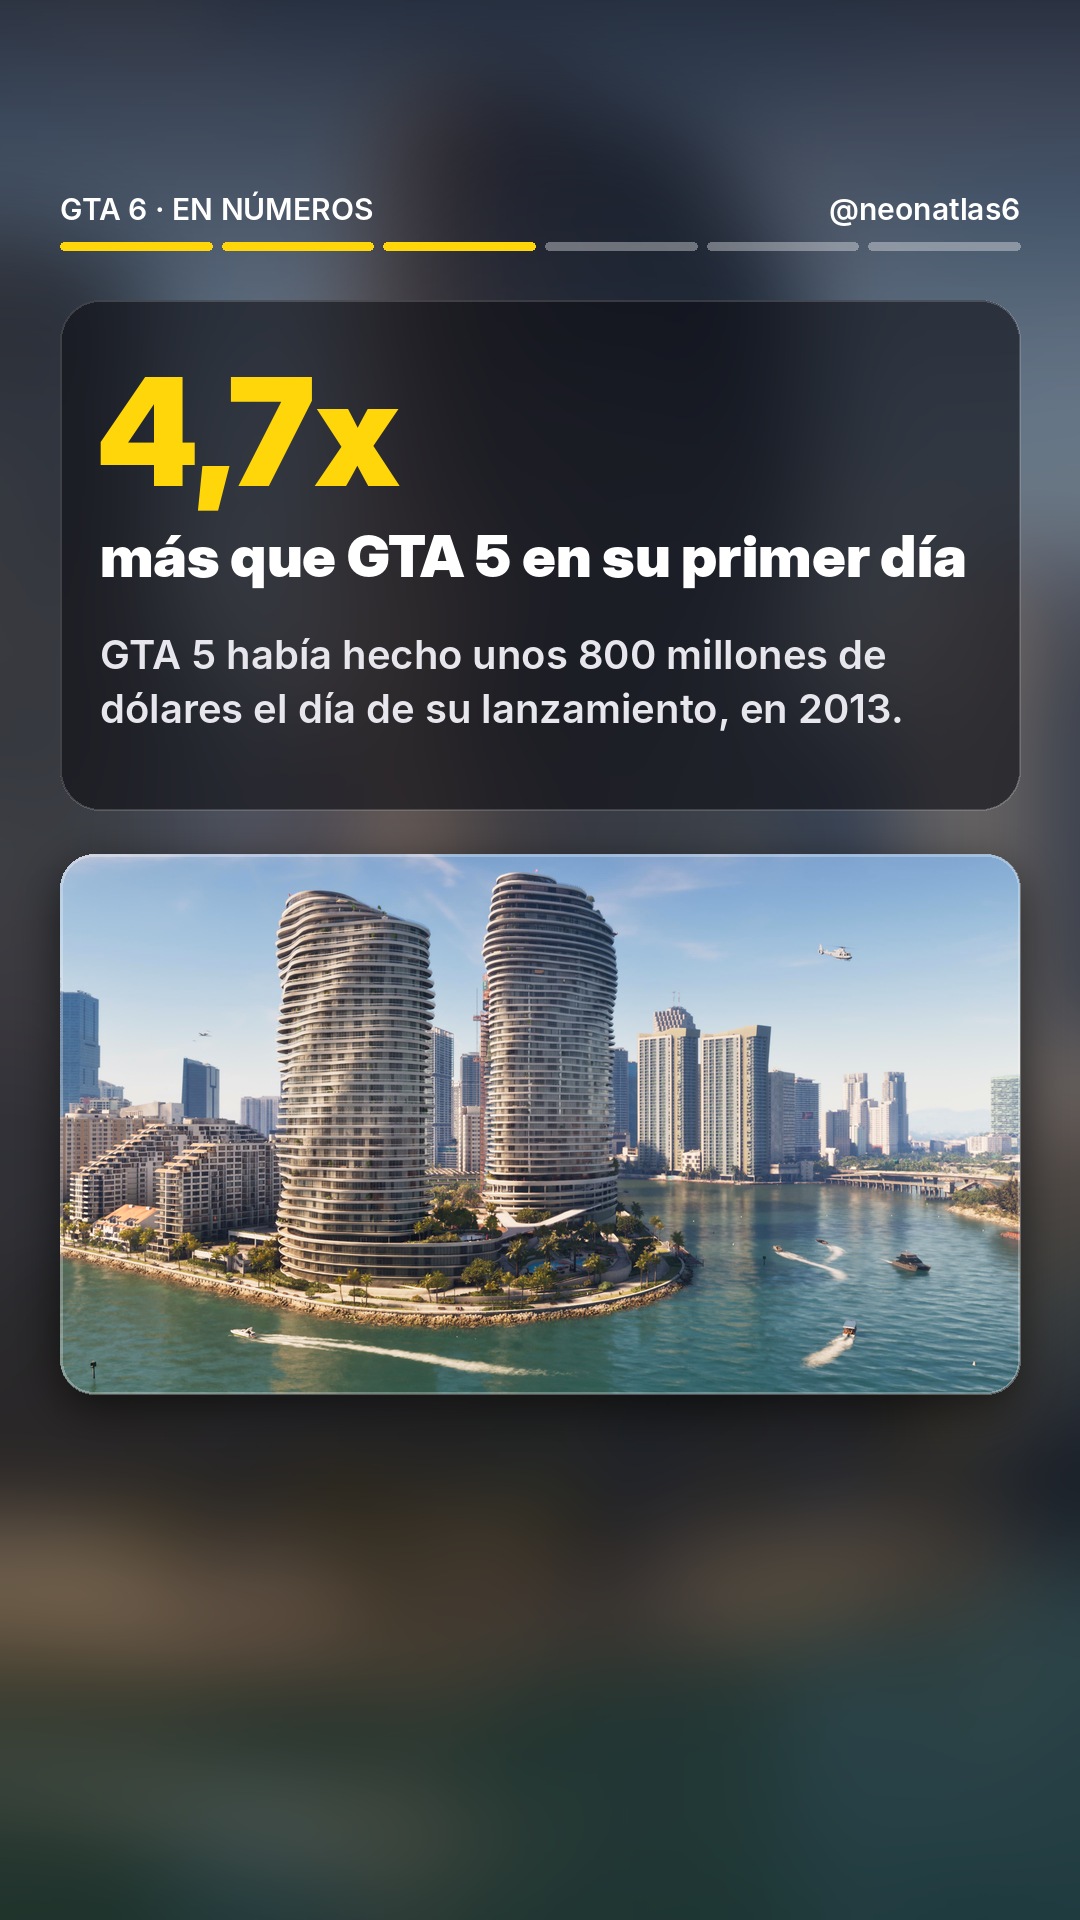 GTA 6 · EN NÚMEROS
@neonatlas6
4,7x
más que GTA 5 en su primer día
GTA 5 había hecho unos 800 millones de
dólares el día de su lanzamiento, en 2013.